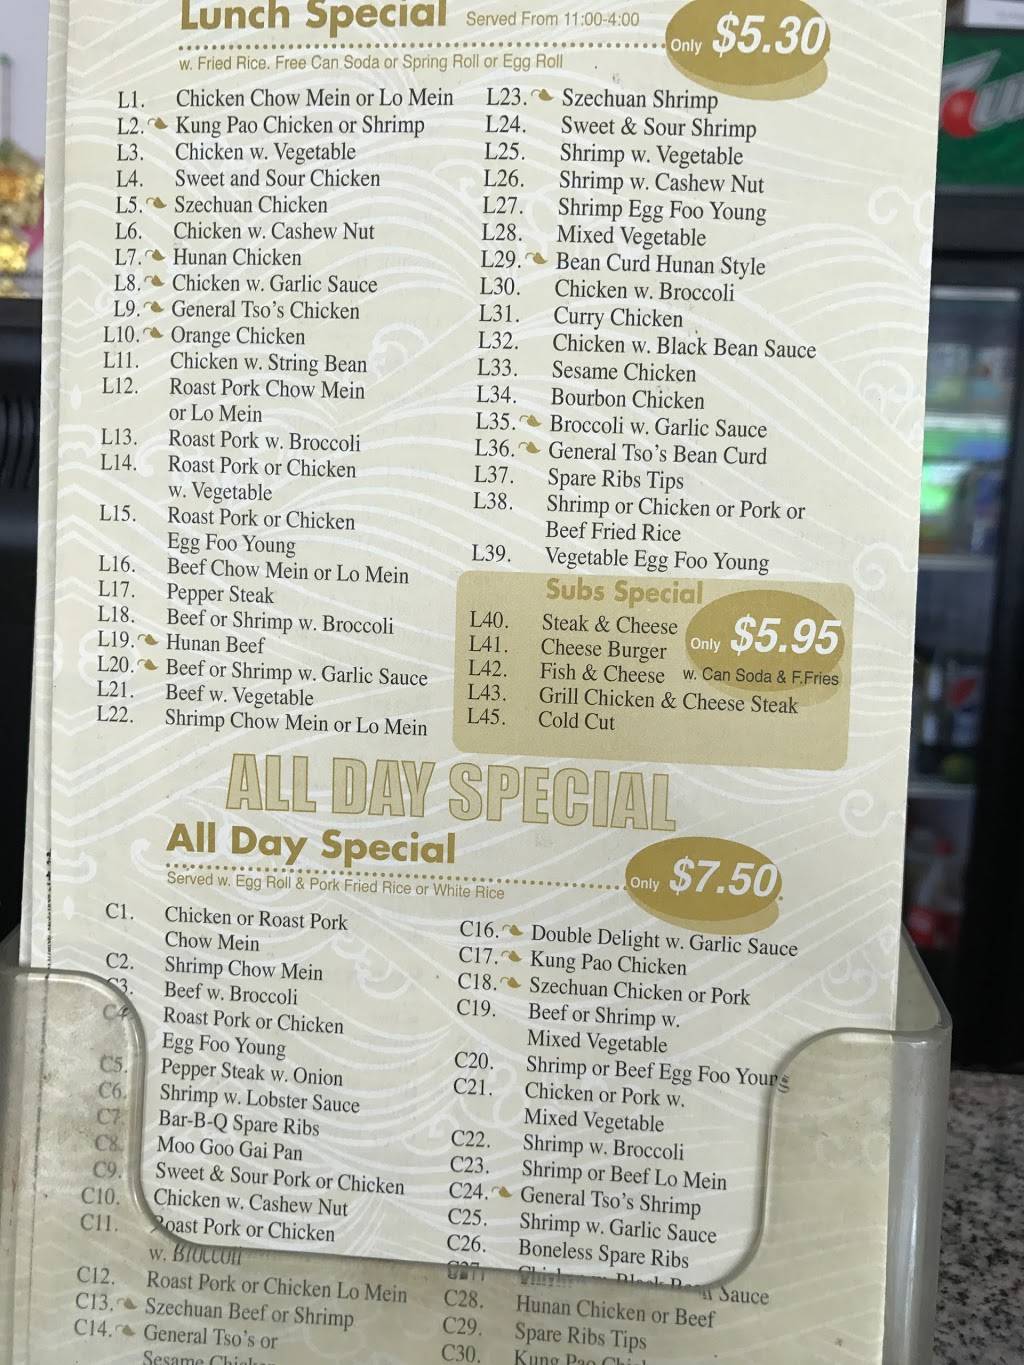 Lunch Special Served From 11:00-4:00
Only $5.30
w. Fried Rice. Free Can Soda or Spring Roll or Egg Roll
L1. Chicken Chow Mein or Lo Mein
L2. Kung Pao Chicken or Shrimp
L3. Chicken w. Vegetable
L4. Sweet and Sour Chicken
L5. Szechuan Chicken
L6. Chicken w. Cashew Nut
L7. Hunan Chicken
L8. Chicken w. Garlic Sauce
L9. General Tso's Chicken
L10. Orange Chicken
L11. Chicken w. String Bean
L12. Roast Pork Chow Mein
or Lo Mein
L13. Roast Pork w. Broccoli
L14. Roast Pork or Chicken
w. Vegetable
L15. Roast Pork or Chicken
Egg Foo Young
L16. Beef Chow Mein or Lo Mein
L17. Pepper Steak
L18. Beef or Shrimp w. Broccoli
L19. Hunan Beef
L20. Beef or Shrimp w. Garlic Sauce
L21. Beef w. Vegetable
L22. Shrimp Chow Mein or Lo Mein
L23. Szechuan Shrimp
L24. Sweet & Sour Shrimp
L25. Shrimp w. Vegetable
L26. Shrimp w. Cashew Nut
L27. Shrimp Egg Foo Young
L28. Mixed Vegetable
L29. Bean Curd Hunan Style
L30. Chicken w. Broccoli
L31. Curry Chicken
L32. Chicken w. Black Bean Sauce
L33. Sesame Chicken
L34. Bourbon Chicken
L35. Broccoli w. Garlic Sauce
L36. General Tso's Bean Curd
L37. Spare Ribs Tips
L38. Shrimp or Chicken or Pork or
Beef Fried Rice
L39. Vegetable Egg Foo Young
Subs Special
Only $5.95
w. Can Soda & F.Fries
L40. Steak & Cheese
L41. Cheese Burger
L42. Fish & Cheese
L43. Grill Chicken & Cheese Steak
L45. Cold Cut
ALL DAY SPECIAL
All Day Special
Only $7.50
Served w. Egg Roll & Pork Fried Rice or White Rice
C1. Chicken or Roast Pork
Chow Mein
C2. Shrimp Chow Mein
C3. Beef w. Broccoli
C4. Roast Pork or Chicken
Egg Foo Young
C5. Pepper Steak w. Onion
C6. Shrimp w. Lobster Sauce
C7. Bar-B-Q Spare Ribs
C8. Moo Goo Gai Pan
C9. Sweet & Sour Pork or Chicken
C10. Chicken w. Cashew Nut
C11. Roast Pork or Chicken
w. Broccoli
C12. Roast Pork or Chicken Lo Mein
C13. Szechuan Beef or Shrimp
C14. General Tso's or
Sesame
C16. Double Delight w. Garlic Sauce
C17. Kung Pao Chicken
C18. Szechuan Chicken or Pork
C19. Beef or Shrimp w.
Mixed Vegetable
C20. Shrimp or Beef Egg Foo Young
C21. Chicken or Pork w.
Mixed Vegetable
C22. Shrimp w. Broccoli
C23. Shrimp or Beef Lo Mein
C24. General Tso's Shrimp
C25. Shrimp w. Garlic Sauce
C26. Boneless Spare Ribs
C27. Sauce
C28. Hunan Chicken or Beef
C29. Spare Ribs Tips
C30. Kung Pao